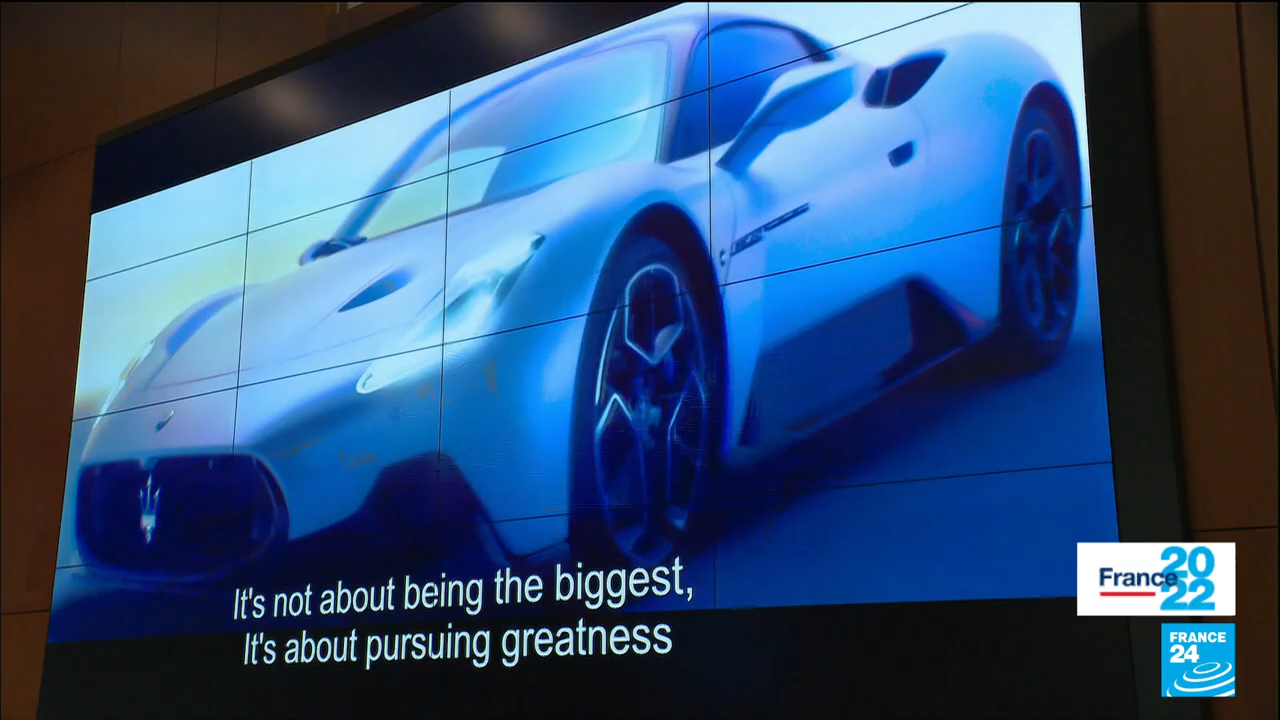 It's not about being the biggest,
It's about pursuing greatness
France 2022
FRANCE
24